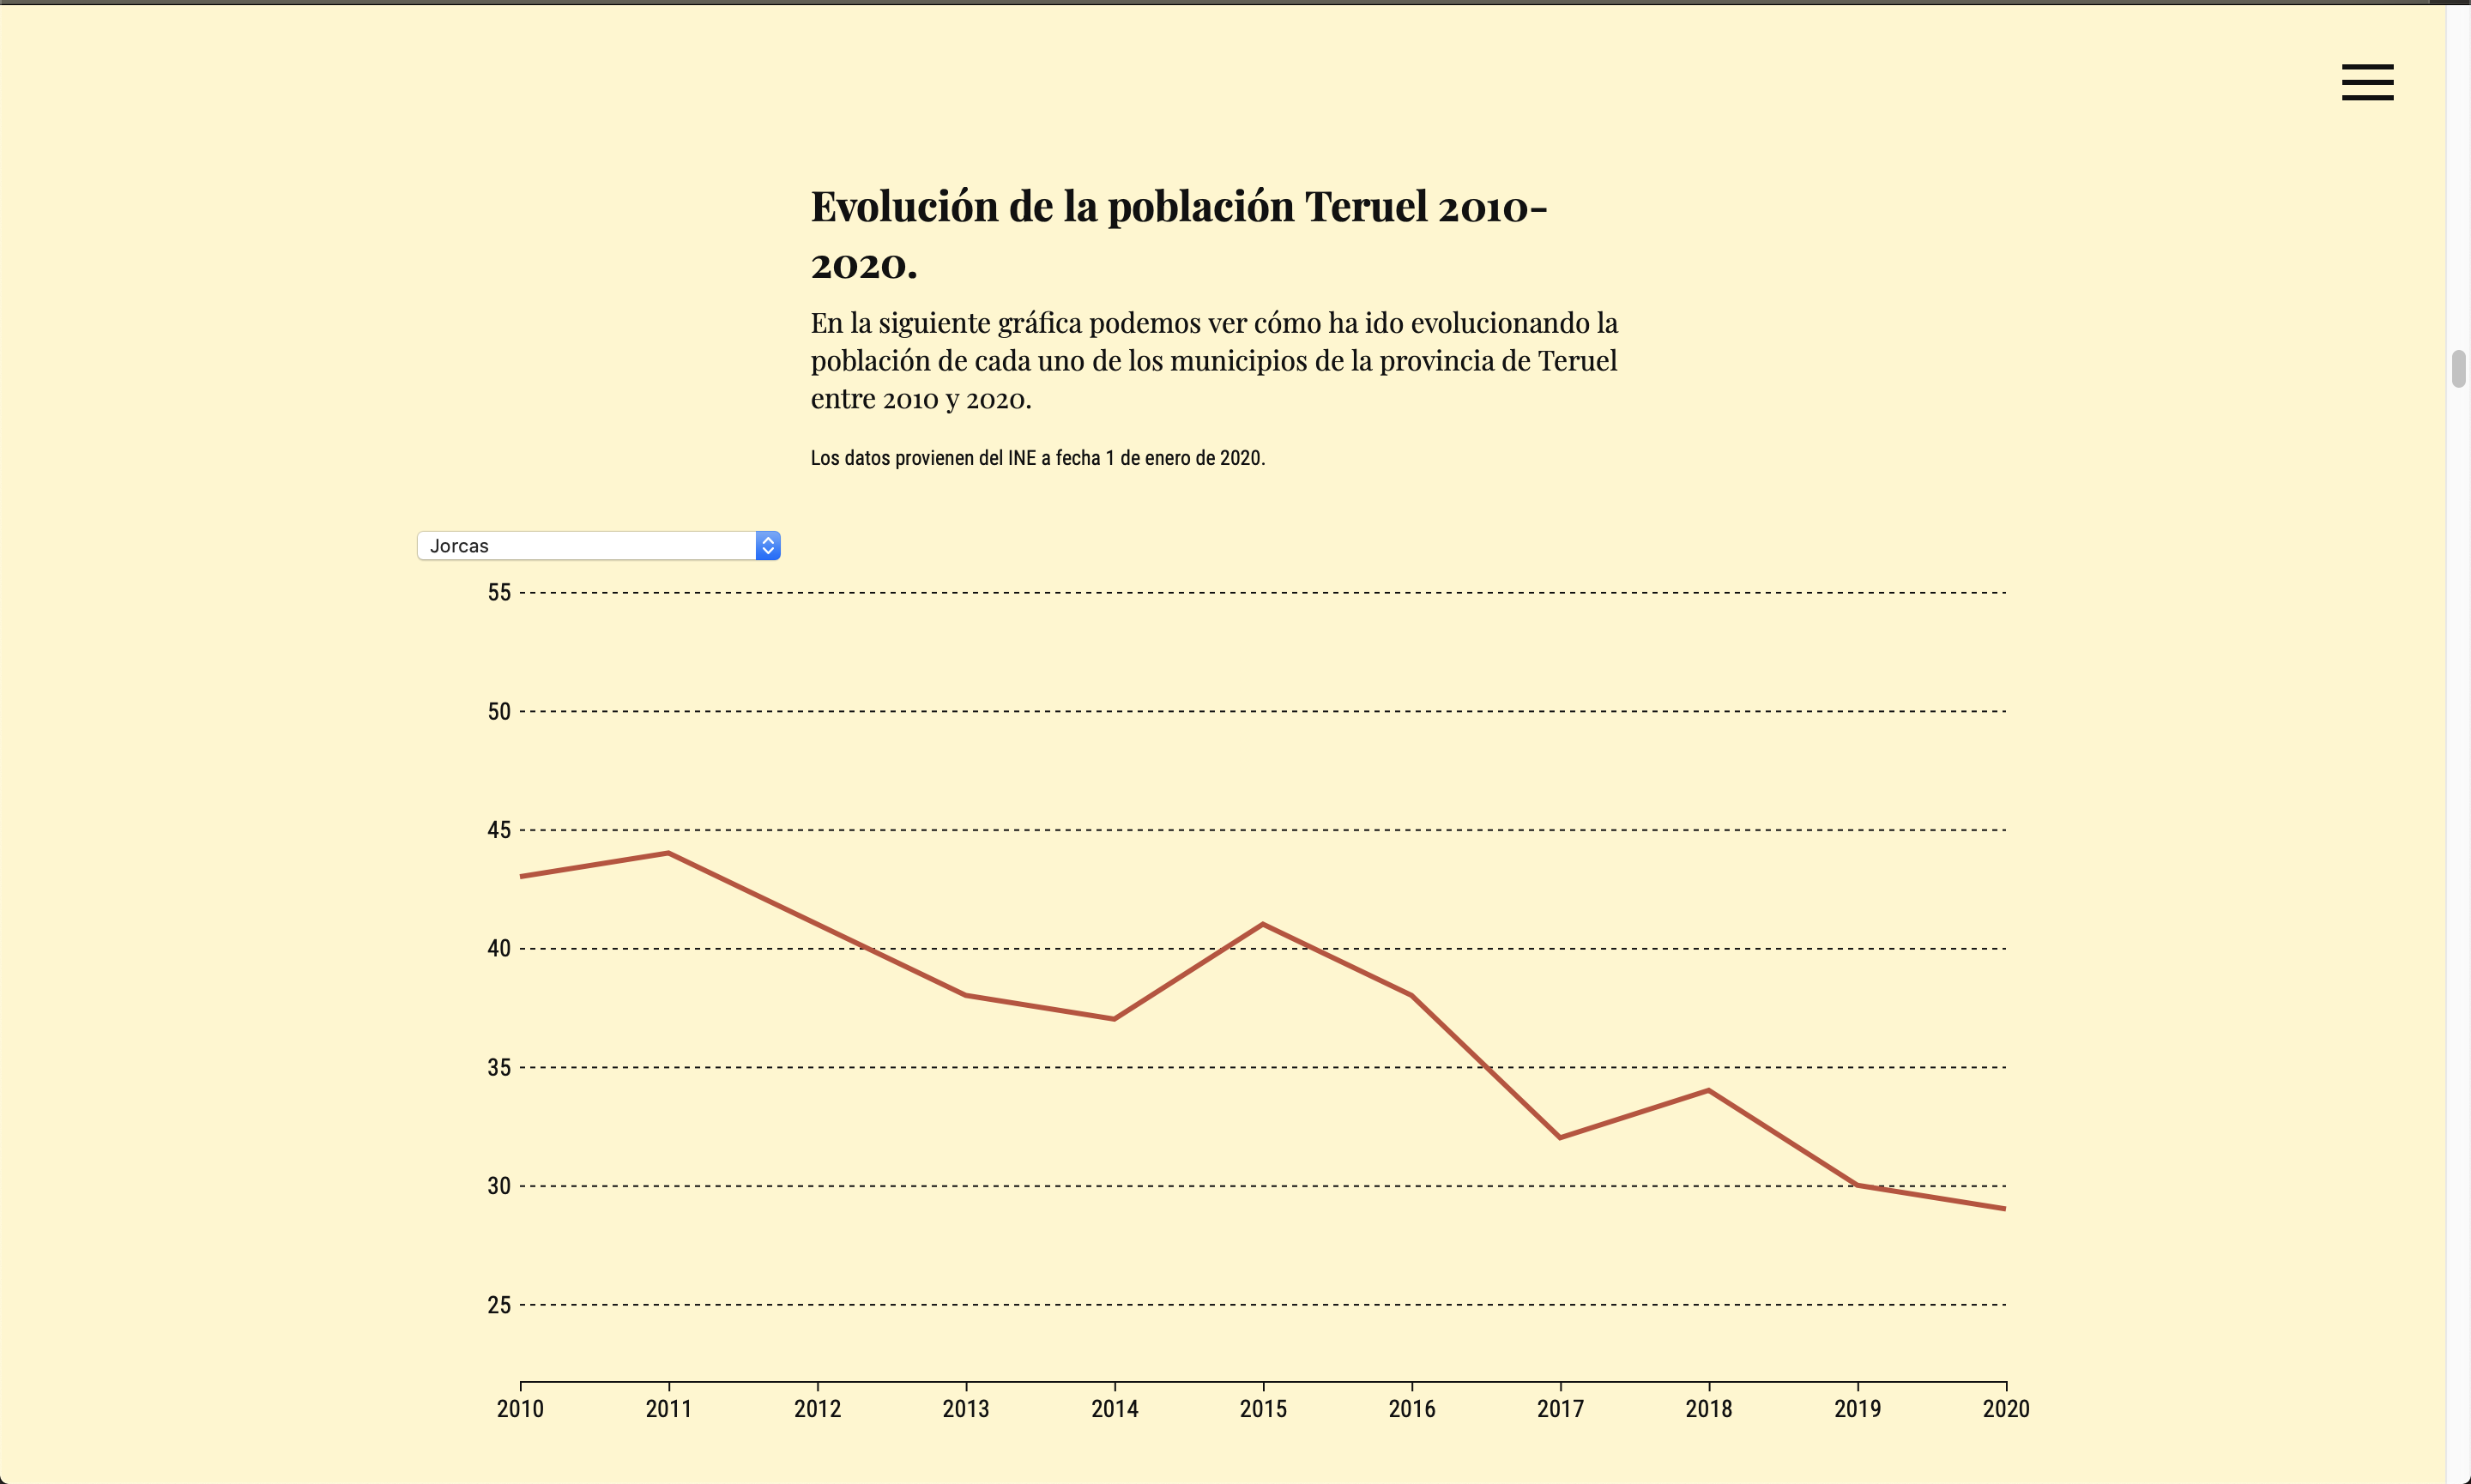 Evolución de la población Teruel 2010-
2020.
En la siguiente gráfica podemos ver cómo ha ido evolucionando la
población de cada uno de los municipios de la provincia de Teruel
entre 2010 y 2020.
Los datos provienen del INE a fecha 1 de enero de 2020.
Jorcas
55
50
45
40
35
30
25
2010 2011 2012 2013 2014 2015 2016 2017 2018 2019 2020